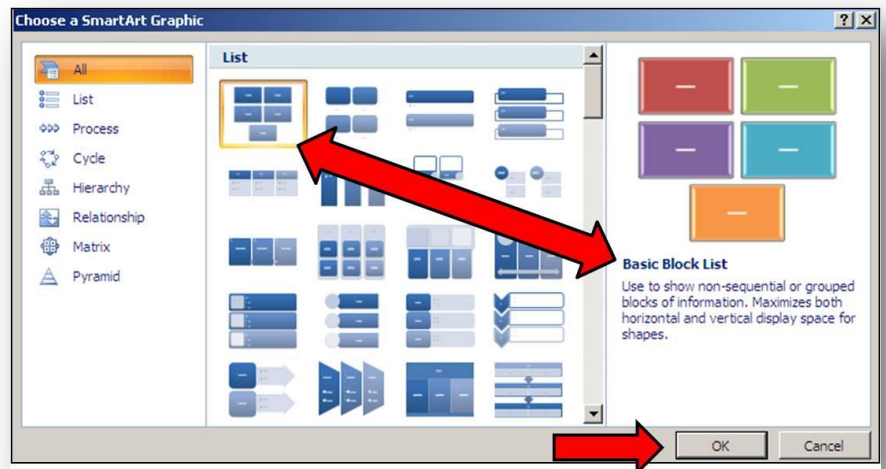 Choose a SmartArt Graphic
All
List
Process
Cycle
Hierarchy
Relationship
Matrix
Pyramid
List
Basic Block List
Use to show non-sequential or grouped
blocks of information. Maximizes both
horizontal and vertical display space for
shapes.
OK
Cancel